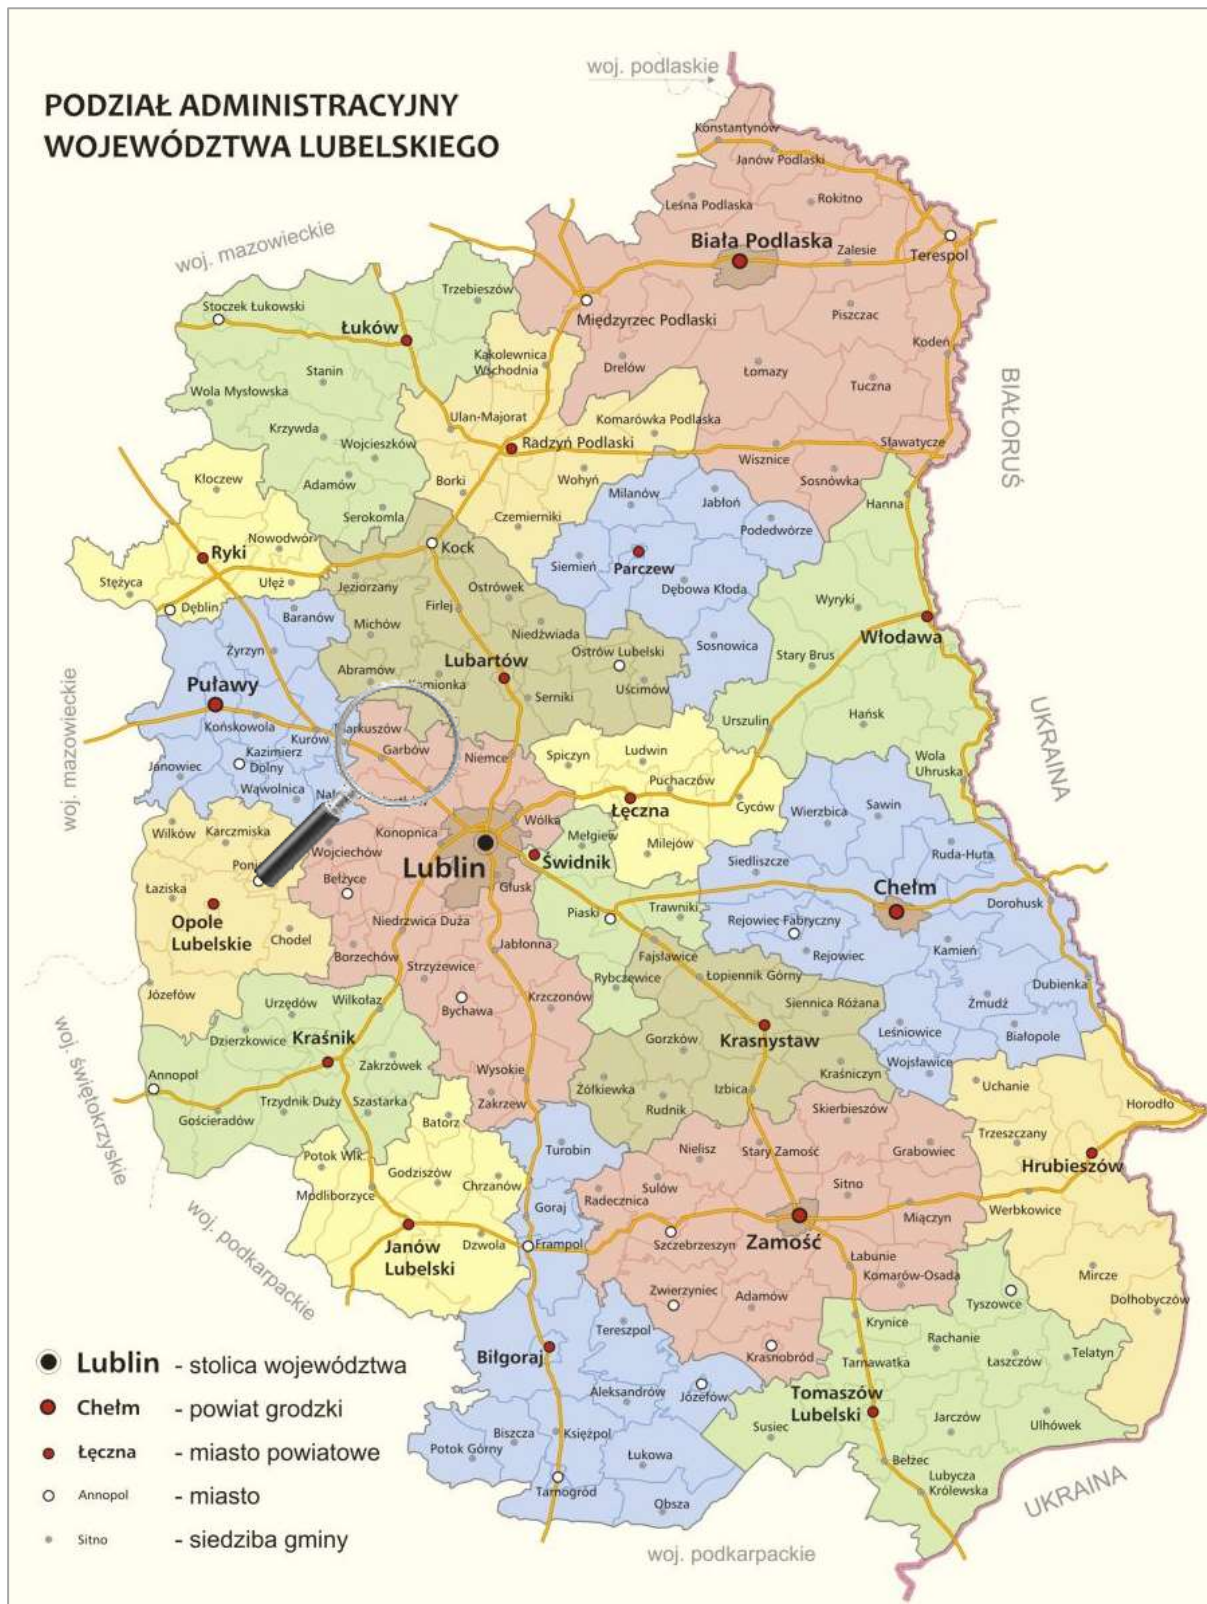 PODZIAŁ ADMINISTRACYJNY
WOJEWÓDZTWA LUBELSKIEGO
woj. podlaskie
Konstantynów
Janów Podlaski
Leśna Podlaska
Rokitno
woj. mazowieckie
Biała Podlaska
Zalesie
Terespol
Trzebieszów
Stoczek Łukowski
Łuków
Międzyrzec Podlaski
Piszczac
Kąkolewnica
Wschodnia
Kodeń
Stanin
Drelów
Łomazy
Tuczna
BIAŁORUŚ
Wola Mysłowska
Krzywda
Ulan-Majorat
Komarówka Podlaska
Wojcieszków
Radzyń Podlaski
Sławatycze
Wisznice
Kłoczew
Adamów
Borki
Wohyń
Sosnówka
Milanów
Jabłoń
Hanna
Serokomla
Czemierniki
Podedwórze
Nowodwór
Ryki
Kock
Siemień
Parczew
Stężyca
Ułęż
Jeziorzany
Ostrówek
Dębowa Kłoda
Dęblin
Baranów
Firlej
Wyryki
Michów
Niedźwiada
Włodawa
Żyrzyn
Sosnowica
Stary Brus
Ostrów Lubelski
Abramów
Lubartów
Kamionka
Uścimów
Puławy
Serniki
woj. mazowieckie
Końskowola
Markuszów
Urszulin
Hańsk
UKRAINA
Kurów
Garbów
Niemce
Spiczyn
Ludwin
Kazimierz
Dolny
Wola
Uhruska
Janowiec
Puchaczów
Wąwolnica
Cyców
Wierzbica
Sawin
Łęczna
Wilków
Karczmiska
Konopnica
Wólka
Mełgiew
Wojciechów
Milejów
Ruda-Huta
Lublin
Świdnik
Siedliszcze
Bełżyce
Głusk
Łaziska
Chełm
Dorohusk
Opole
Lubelskie
Niedrzwica Duża
Piaski
Trawniki
Rejowiec Fabryczny
Chodel
Jabłonna
Fajsławice
Kamień
Borzechów
Rejowiec
Strzyżewice
Łopiennik Górny
Józefów
Rybczewice
Dubienka
Urzędów
Wilkołaz
Krzczonów
Siennica Różana
Żmudź
Bychawa
Leśniowice
Białopole
Dzierzkowice
Kraśnik
Gorzków
Krasnystaw
Wojsławice
woj. świętokrzyskie
Annopol
Zakrzówek
Wysokie
Kraśniczyn
Żółkiewka
Izbica
Uchanie
Gościeradów
Trzydnik Duży
Szastarka
Zakrzew
Rudnik
Skierbieszów
Horodło
Batorz
Trzeszczany
Turobin
Nielisz
Stary Zamość
Grabowiec
Potok Wlk.
Godziszów
Hrubieszów
Modliborzyce
Chrzanów
Radecznica
Sułów
Sitno
Goraj
Miączyn
Werbkowice
woj. podkarpackie
Janów
Lubelski
Dzwola
Frampol
Szczebrzeszyn
Zamość
Łabunie
Komarów-Osada
Mircze
Zwierzyniec
Adamów
Tyszowce
Dołhobyczów
Krynice
Tereszpol
Rachanie
Biłgoraj
Krasnobród
Tarnawatka
Łaszczów
Telatyn
Aleksandrów
Józefów
Tomaszów
Lubelski
Susiec
Jarczów
Ulhówek
Biszcza
Księżpol
Potok Górny
Łukowa
Bełżec
Lubycza
Królewska
Tarnogród
Obsza
UKRAINA
woj. podkarpackie
Lublin - stolica województwa
Chełm - powiat grodzki
Łęczna - miasto powiatowe
Annopol - miasto
Sitno - siedziba gminy